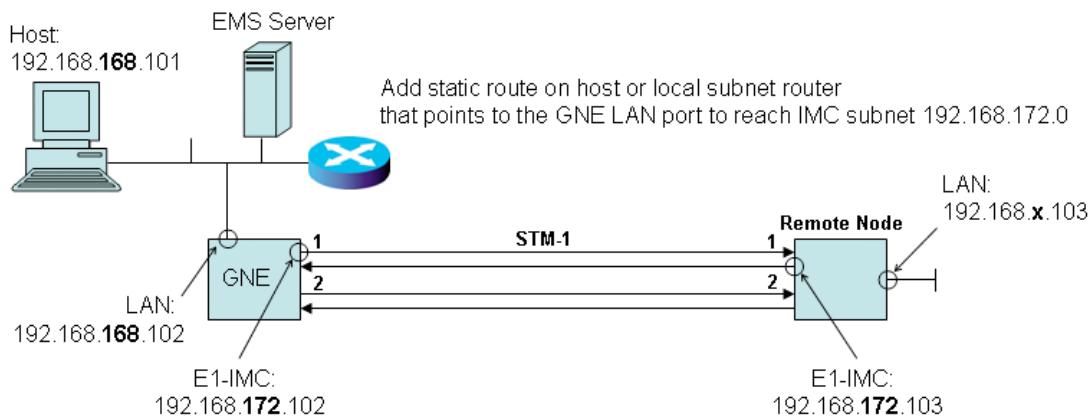 EMS Server
Host:
192.168.168.101
Add static route on host or local subnet router
that points to the GNE LAN port to reach IMC subnet 192.168.172.0
LAN:
192.168.x.103
Remote Node
1
STM-1
1
GNE
2
2
LAN:
192.168.168.102
E1-IMC:
192.168.172.102
E1-IMC:
192.168.172.103